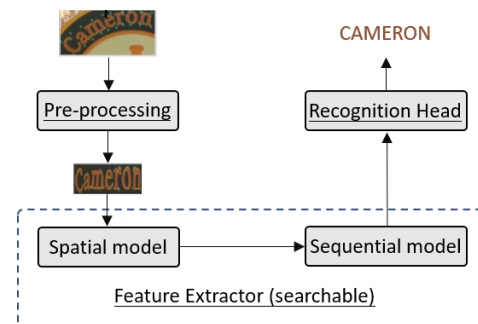 Cameron
CAMERON
Pre-processing
Recognition Head
Cameron
Spatial model
Sequential model
Feature Extractor (searchable)